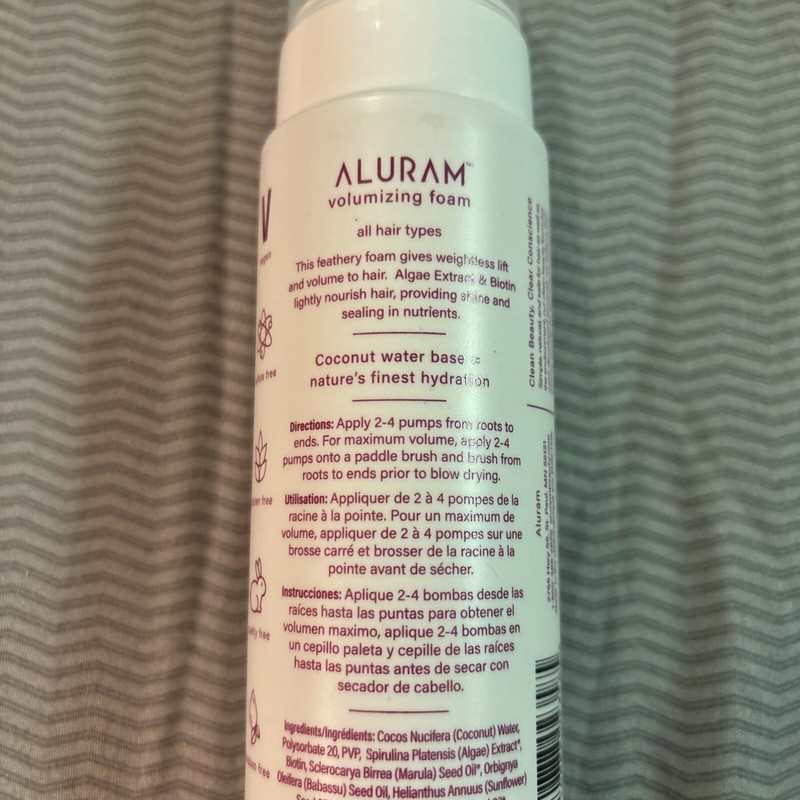 ALURAM™
volumizing foam
all hair types
This feathery foam gives weightless lift
and volume to hair. Algae Extract & Biotin
lightly nourish hair, providing shine and
sealing in nutrients.
Coconut water base =
nature's finest hydration
Directions: Apply 2-4 pumps from roots to
ends. For maximum volume, apply 2-4
pumps onto a paddle brush and brush from
roots to ends prior to blow drying.
Utilisation: Appliquer de 2 à 4 pompes de la
racine à la pointe. Pour un maximum de
volume, appliquer de 2 à 4 pompes sur une
brosse carré et brosser de la racine à la
pointe avant de sécher.
Instrucciones: Aplique 2-4 bombas desde las
raíces hasta las puntas para obtener el
volumen maximo, aplique 2-4 bombas en
un cepillo paleta y cepille de las raíces
hasta las puntas antes de secar con
secador de cabello.
Ingredients/Ingrédients: Cocos Nucifera (Coconut) Water,
Polysorbate 20, PVP, Spirulina Platensis (Algae) Extract*,
Biotin, Sclerocarya Birrea (Marula) Seed Oil*, Orbignya
Oleifera (Babassu) Seed Oil, Helianthus Annuus (Sunflower)
V
vegan
free
free
free
free
Clean Beauty, Clear Conscience
Aluram
2768 Hwy 55, St. Paul, MN 55121